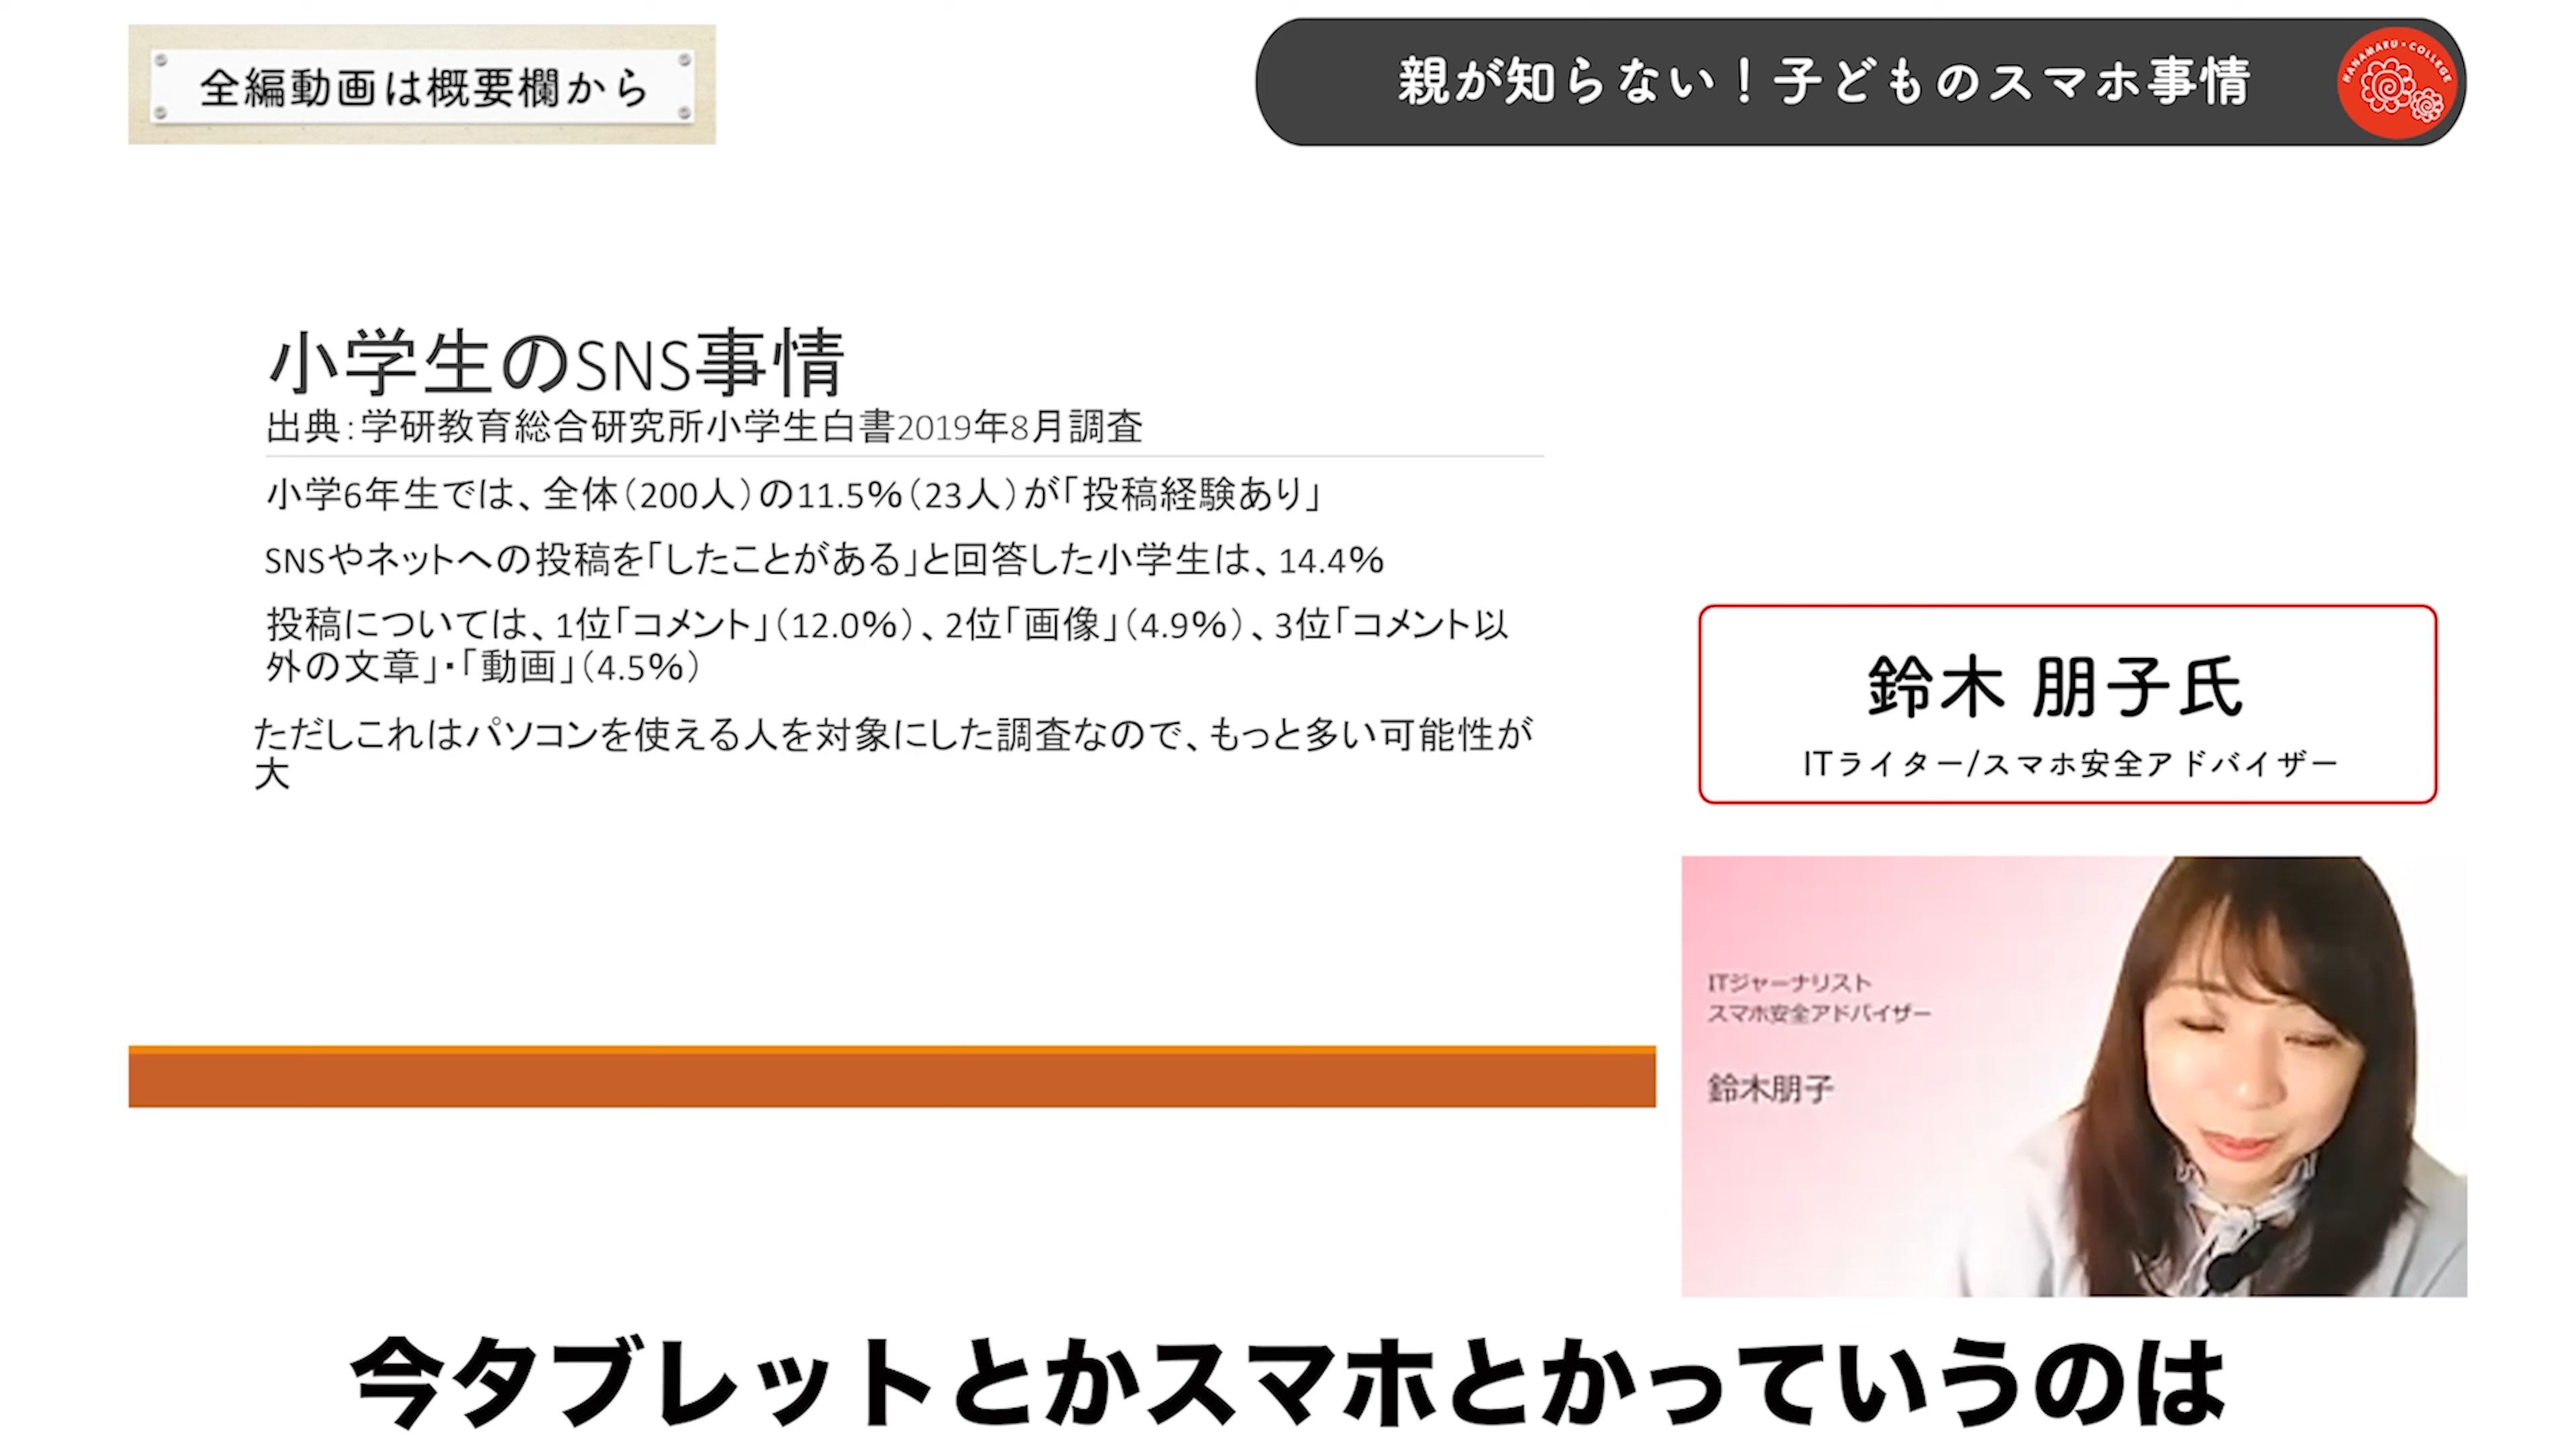 全編動画は概要欄から
親が知らない！子どものスマホ事情
HANAMARU・COLLEGE
小学生のSNS事情
出典：学研教育総合研究所小学生白書2019年8月調査
小学6年生では、全体（200人）の11.5％（23人）が「投稿経験あり」
SNSやネットへの投稿を「したことがある」と回答した小学生は、14.4％
投稿については、1位「コメント」（12.0％）、2位「画像」（4.9％）、3位「コメント以
外の文章」・「動画」（4.5％）
ただしこれはパソコンを使える人を対象にした調査なので、もっと多い可能性が
大
鈴木 朋子氏
ITライター/スマホ安全アドバイザー
ITジャーナリスト
スマホ安全アドバイザー
鈴木朋子
今タブレットとかスマホとかっていうのは